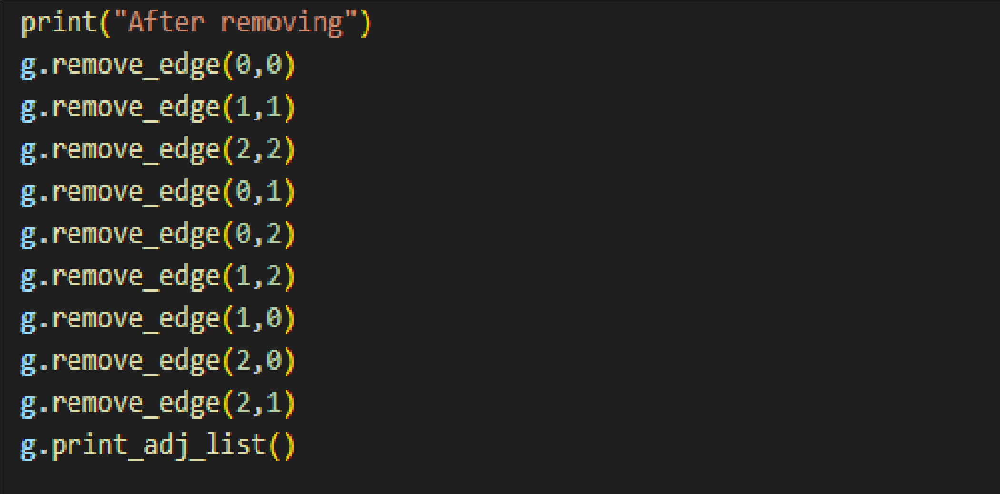 print("After removing")
g.remove_edge(0,0)
g.remove_edge(1,1)
g.remove_edge(2,2)
g.remove_edge(0,1)
g.remove_edge(0,2)
g.remove_edge(1,2)
g.remove_edge(1,0)
g.remove_edge(2,0)
g.remove_edge(2,1)
g.print_adj_list()